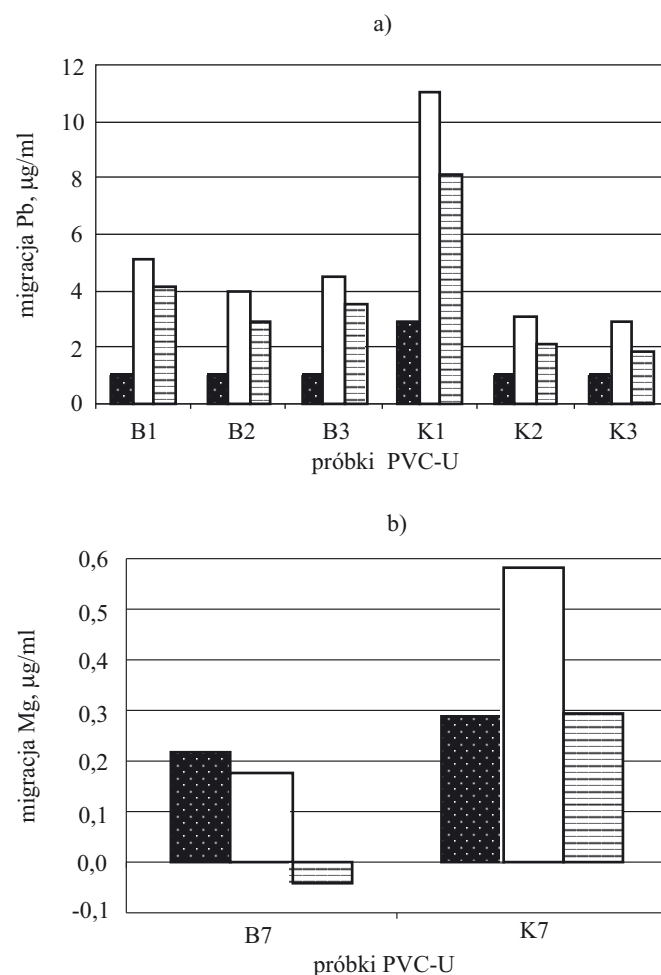 a)
12
10
8
6
4
2
0
migracja Pb, µg/ml
B1 B2 B3 K1 K2 K3
próbki PVC-U
b)
0,6
0,5
0,4
0,3
0,2
0,1
0,0
-0,1
migracja Mg, µg/ml
B7 K7
próbki PVC-U